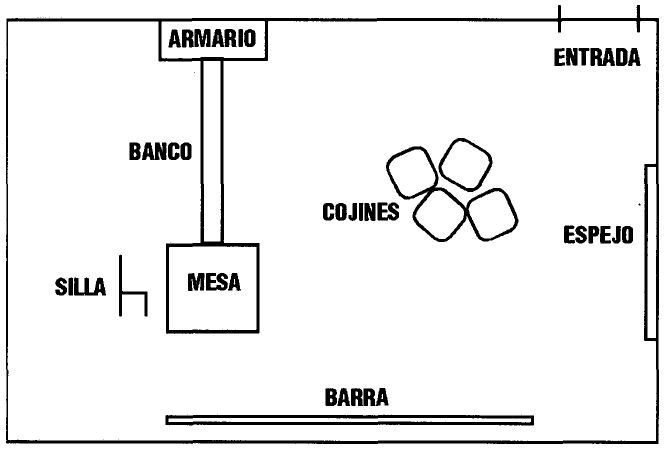 ARMARIO
ENTRADA
BANCO
COJINES
ESPEJO
SILLA
MESA
BARRA